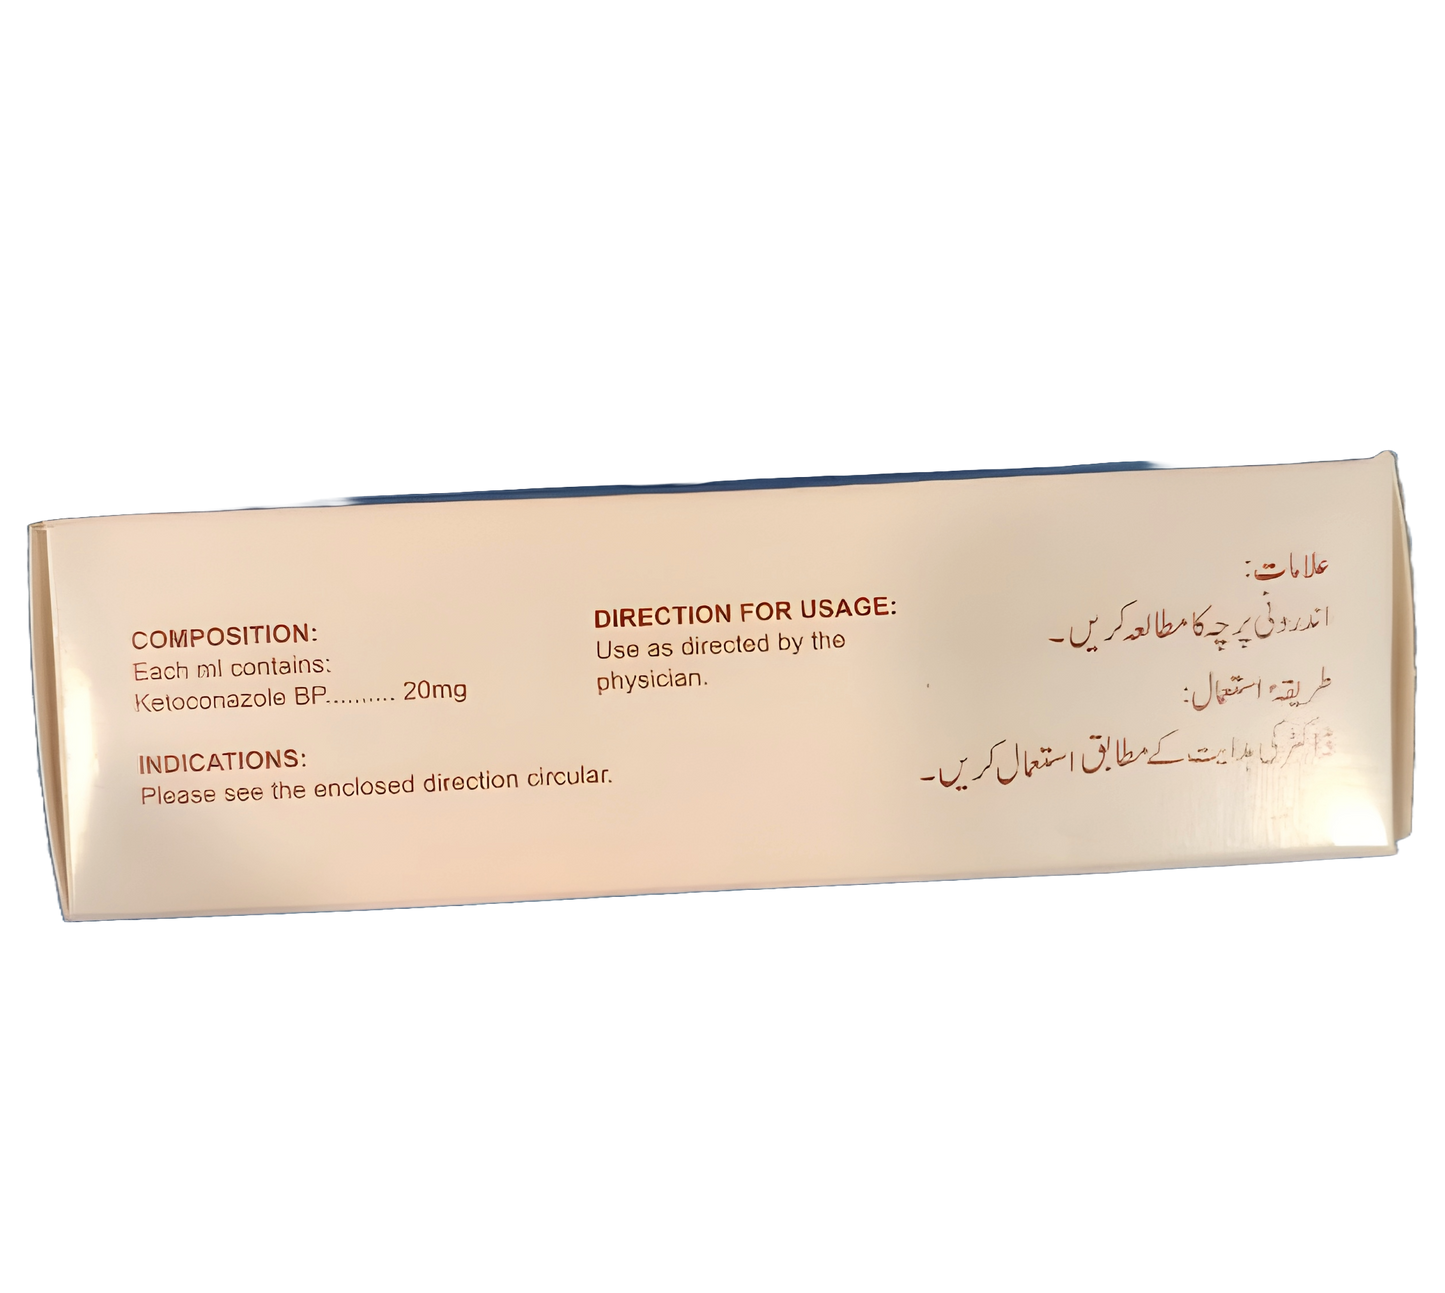 COMPOSITION:
Each ml contains:
Ketoconazole BP.......... 20mg
INDICATIONS:
Please see the enclosed direction circular.
DIRECTION FOR USAGE:
Use as directed by the
physician.
علامات:
اندرونی پرچہ کا مطالعہ کریں۔
طریقہ استعمال:
ڈاکٹر کی ہدایت کے مطابق استعمال کریں۔